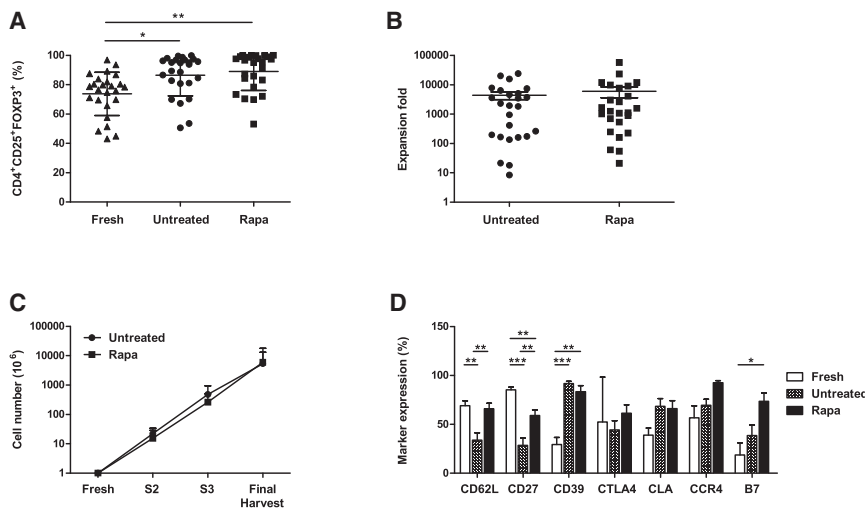 A
**
*
CD4+CD25+FOXP3+ (%)
100
80
60
40
20
0
Fresh Untreated Rapa
B
Expansion fold
100000
10000
1000
100
10
1
Untreated Rapa
C
Cell number (10^6)
100000
10000
1000
100
10
1
Untreated
Rapa
Fresh S2 S3 Final
Harvest
D
Marker expression (%)
150
100
50
0
** **
*** ** **
*** **
*
CD62L CD27 CD39 CTLA4 CLA CCR4 B7
Fresh
Untreated
Rapa